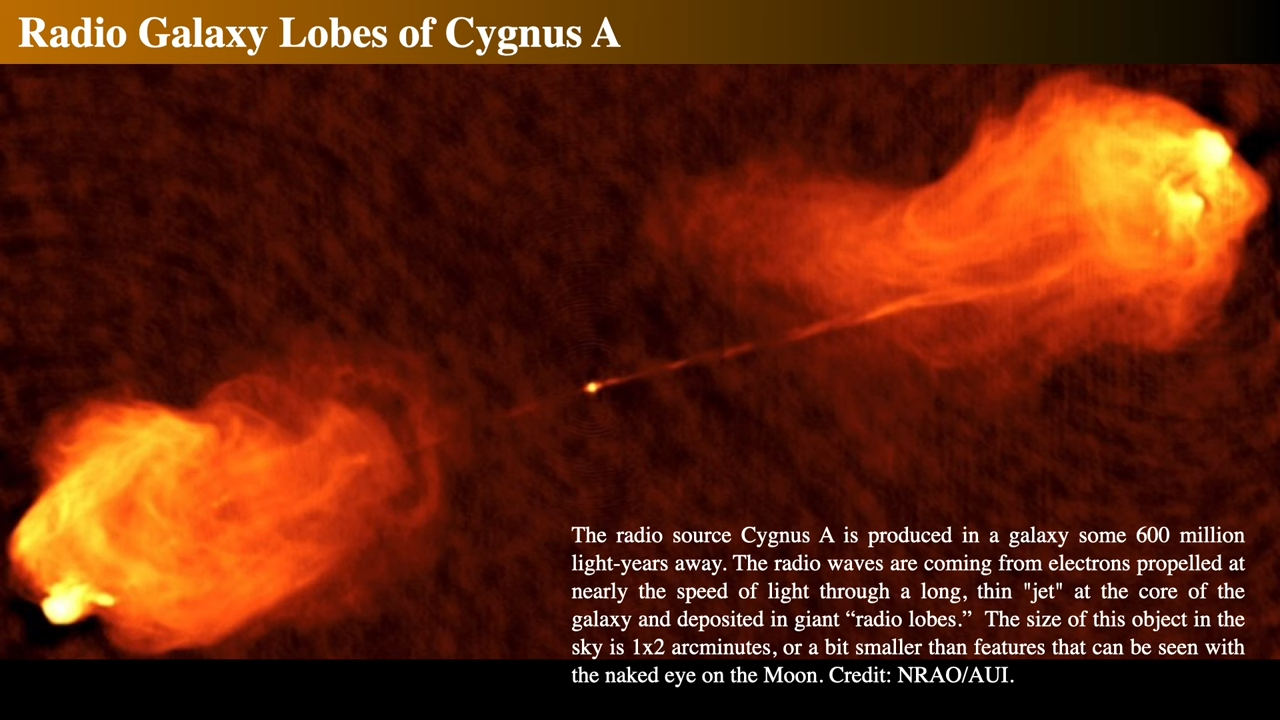 Radio Galaxy Lobes of Cygnus A
The radio source Cygnus A is produced in a galaxy some 600 million
light-years away. The radio waves are coming from electrons propelled at
nearly the speed of light through a long, thin "jet" at the core of the
galaxy and deposited in giant “radio lobes.”  The size of this object in the
sky is 1x2 arcminutes, or a bit smaller than features that can be seen with
the naked eye on the Moon. Credit: NRAO/AUI.